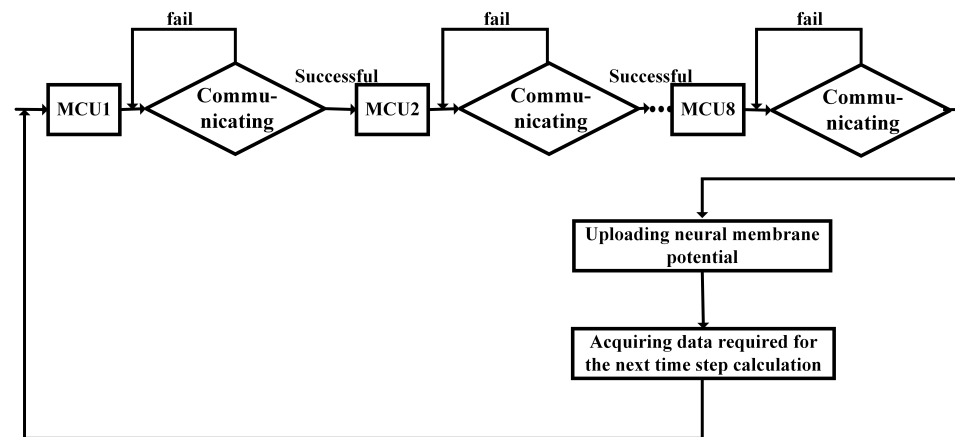 fail
fail
fail
Successful
Successful
MCU1
Commu-
nicating
MCU2
Commu-
nicating
MCU8
Commu-
nicating
Uploading neural membrane
potential
Acquiring data required for
the next time step calculation